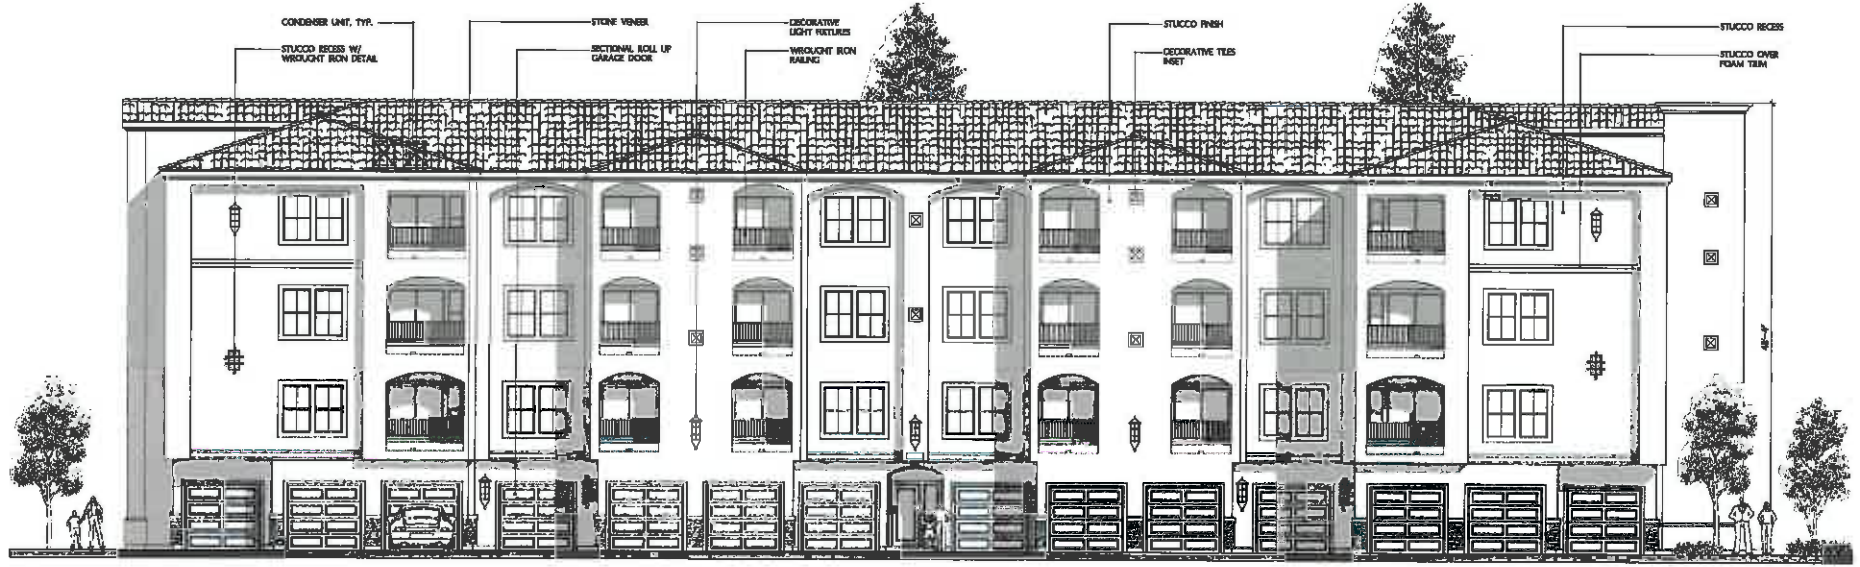 CONDENSER UNIT, TYP.
STUCCO RECESS W/
WROUGHT IRON DETAIL
STONE VENEER
SECTIONAL ROLL UP
GARAGE DOOR
DECORATIVE
LIGHT FIXTURES
WROUGHT IRON
RAILING
STUCCO FINISH
DECORATIVE TILES
INSET
STUCCO RECESS
STUCCO OVER
FOAM TRIM